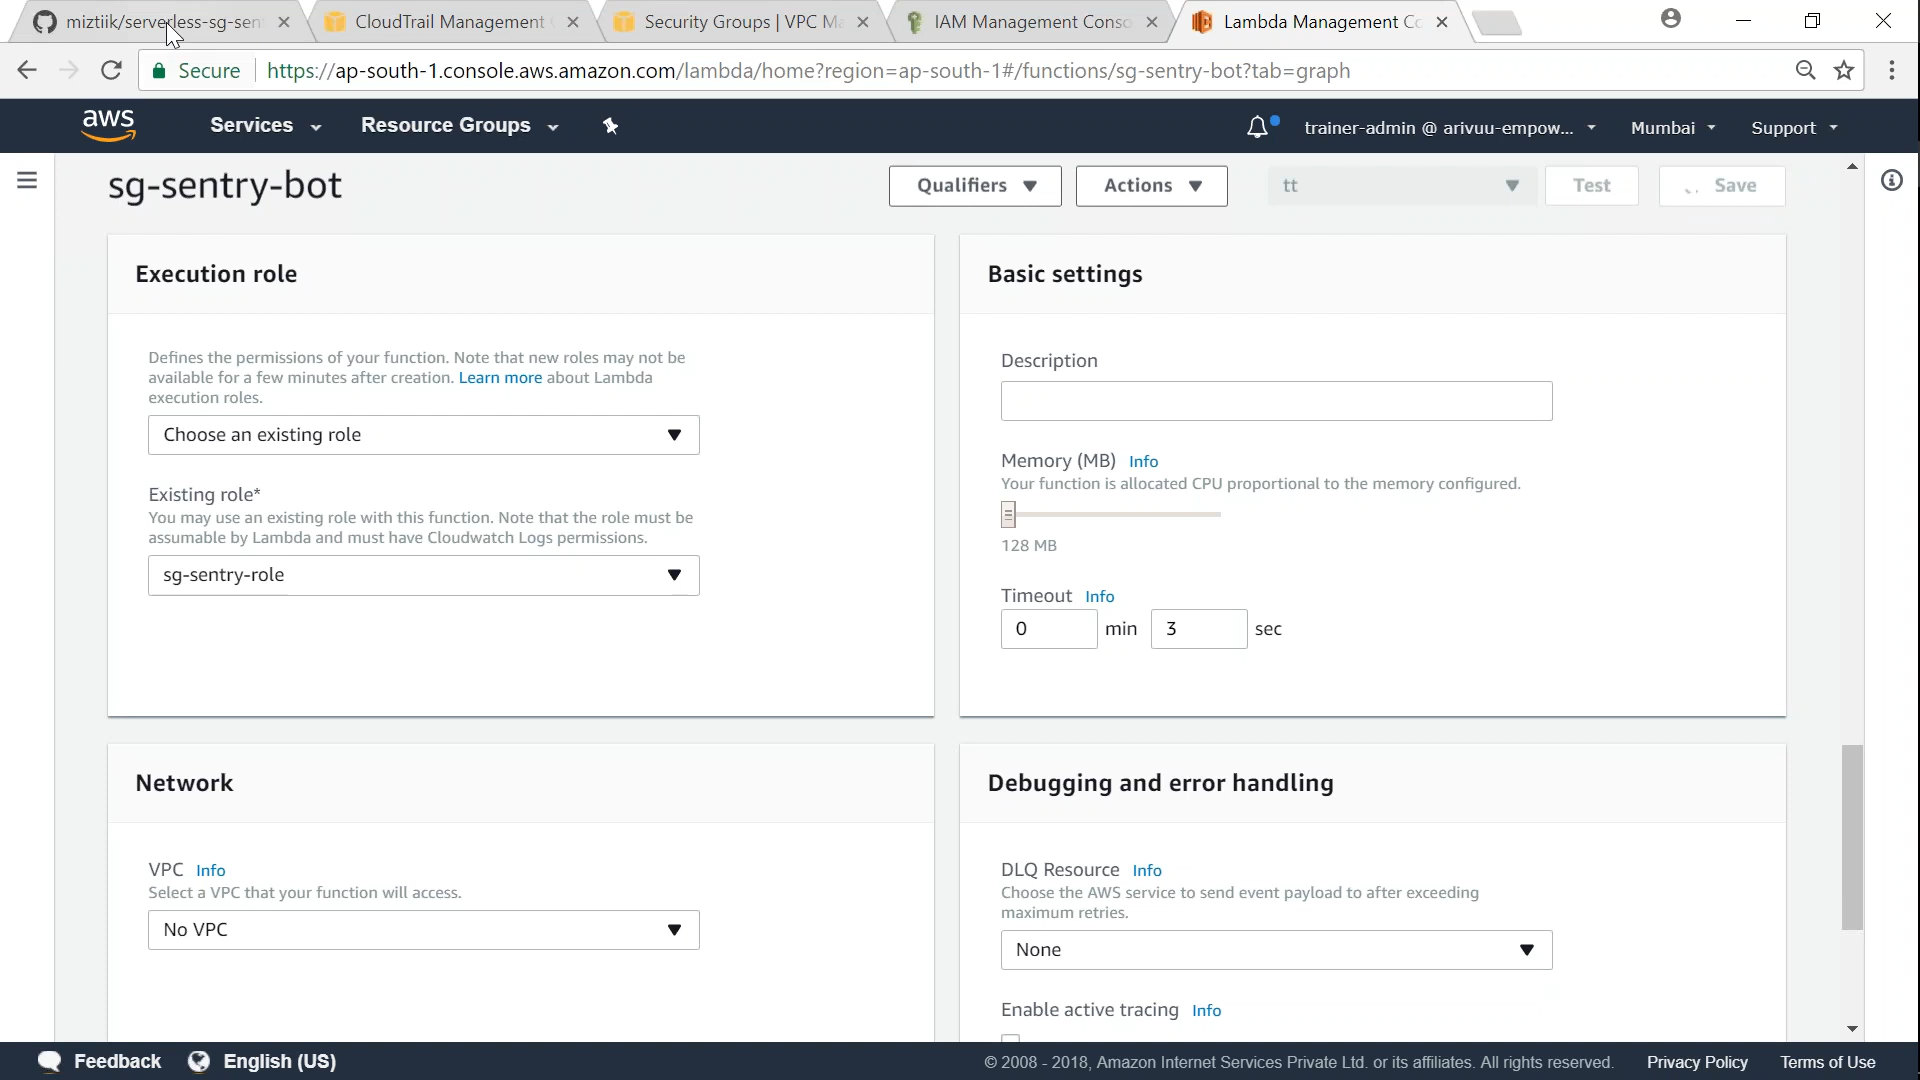 miztiik/serverless-sg-sen
CloudTrail Management
Security Groups | VPC M
IAM Management Conso
Lambda Management Co
Secure
https://ap-south-1.console.aws.amazon.com/lambda/home?region=ap-south-1#/functions/sg-sentry-bot?tab=graph
aws
Services
Resource Groups
trainer-admin @ arivuu-empow...
Mumbai
Support
sg-sentry-bot
Qualifiers
Actions
tt
Test
Save
Execution role
Defines the permissions of your function. Note that new roles may not be
available for a few minutes after creation. Learn more about Lambda
execution roles.
Choose an existing role
Existing role*
You may use an existing role with this function. Note that the role must be
assumable by Lambda and must have Cloudwatch Logs permissions.
sg-sentry-role
Basic settings
Description
Memory (MB) Info
Your function is allocated CPU proportional to the memory configured.
128 MB
Timeout Info
0 min 3 sec
Network
VPC Info
Select a VPC that your function will access.
No VPC
Debugging and error handling
DLQ Resource Info
Choose the AWS service to send event payload to after exceeding
maximum retries.
None
Enable active tracing Info
Feedback
English (US)
© 2008 - 2018, Amazon Internet Services Private Ltd. or its affiliates. All rights reserved.
Privacy Policy
Terms of Use